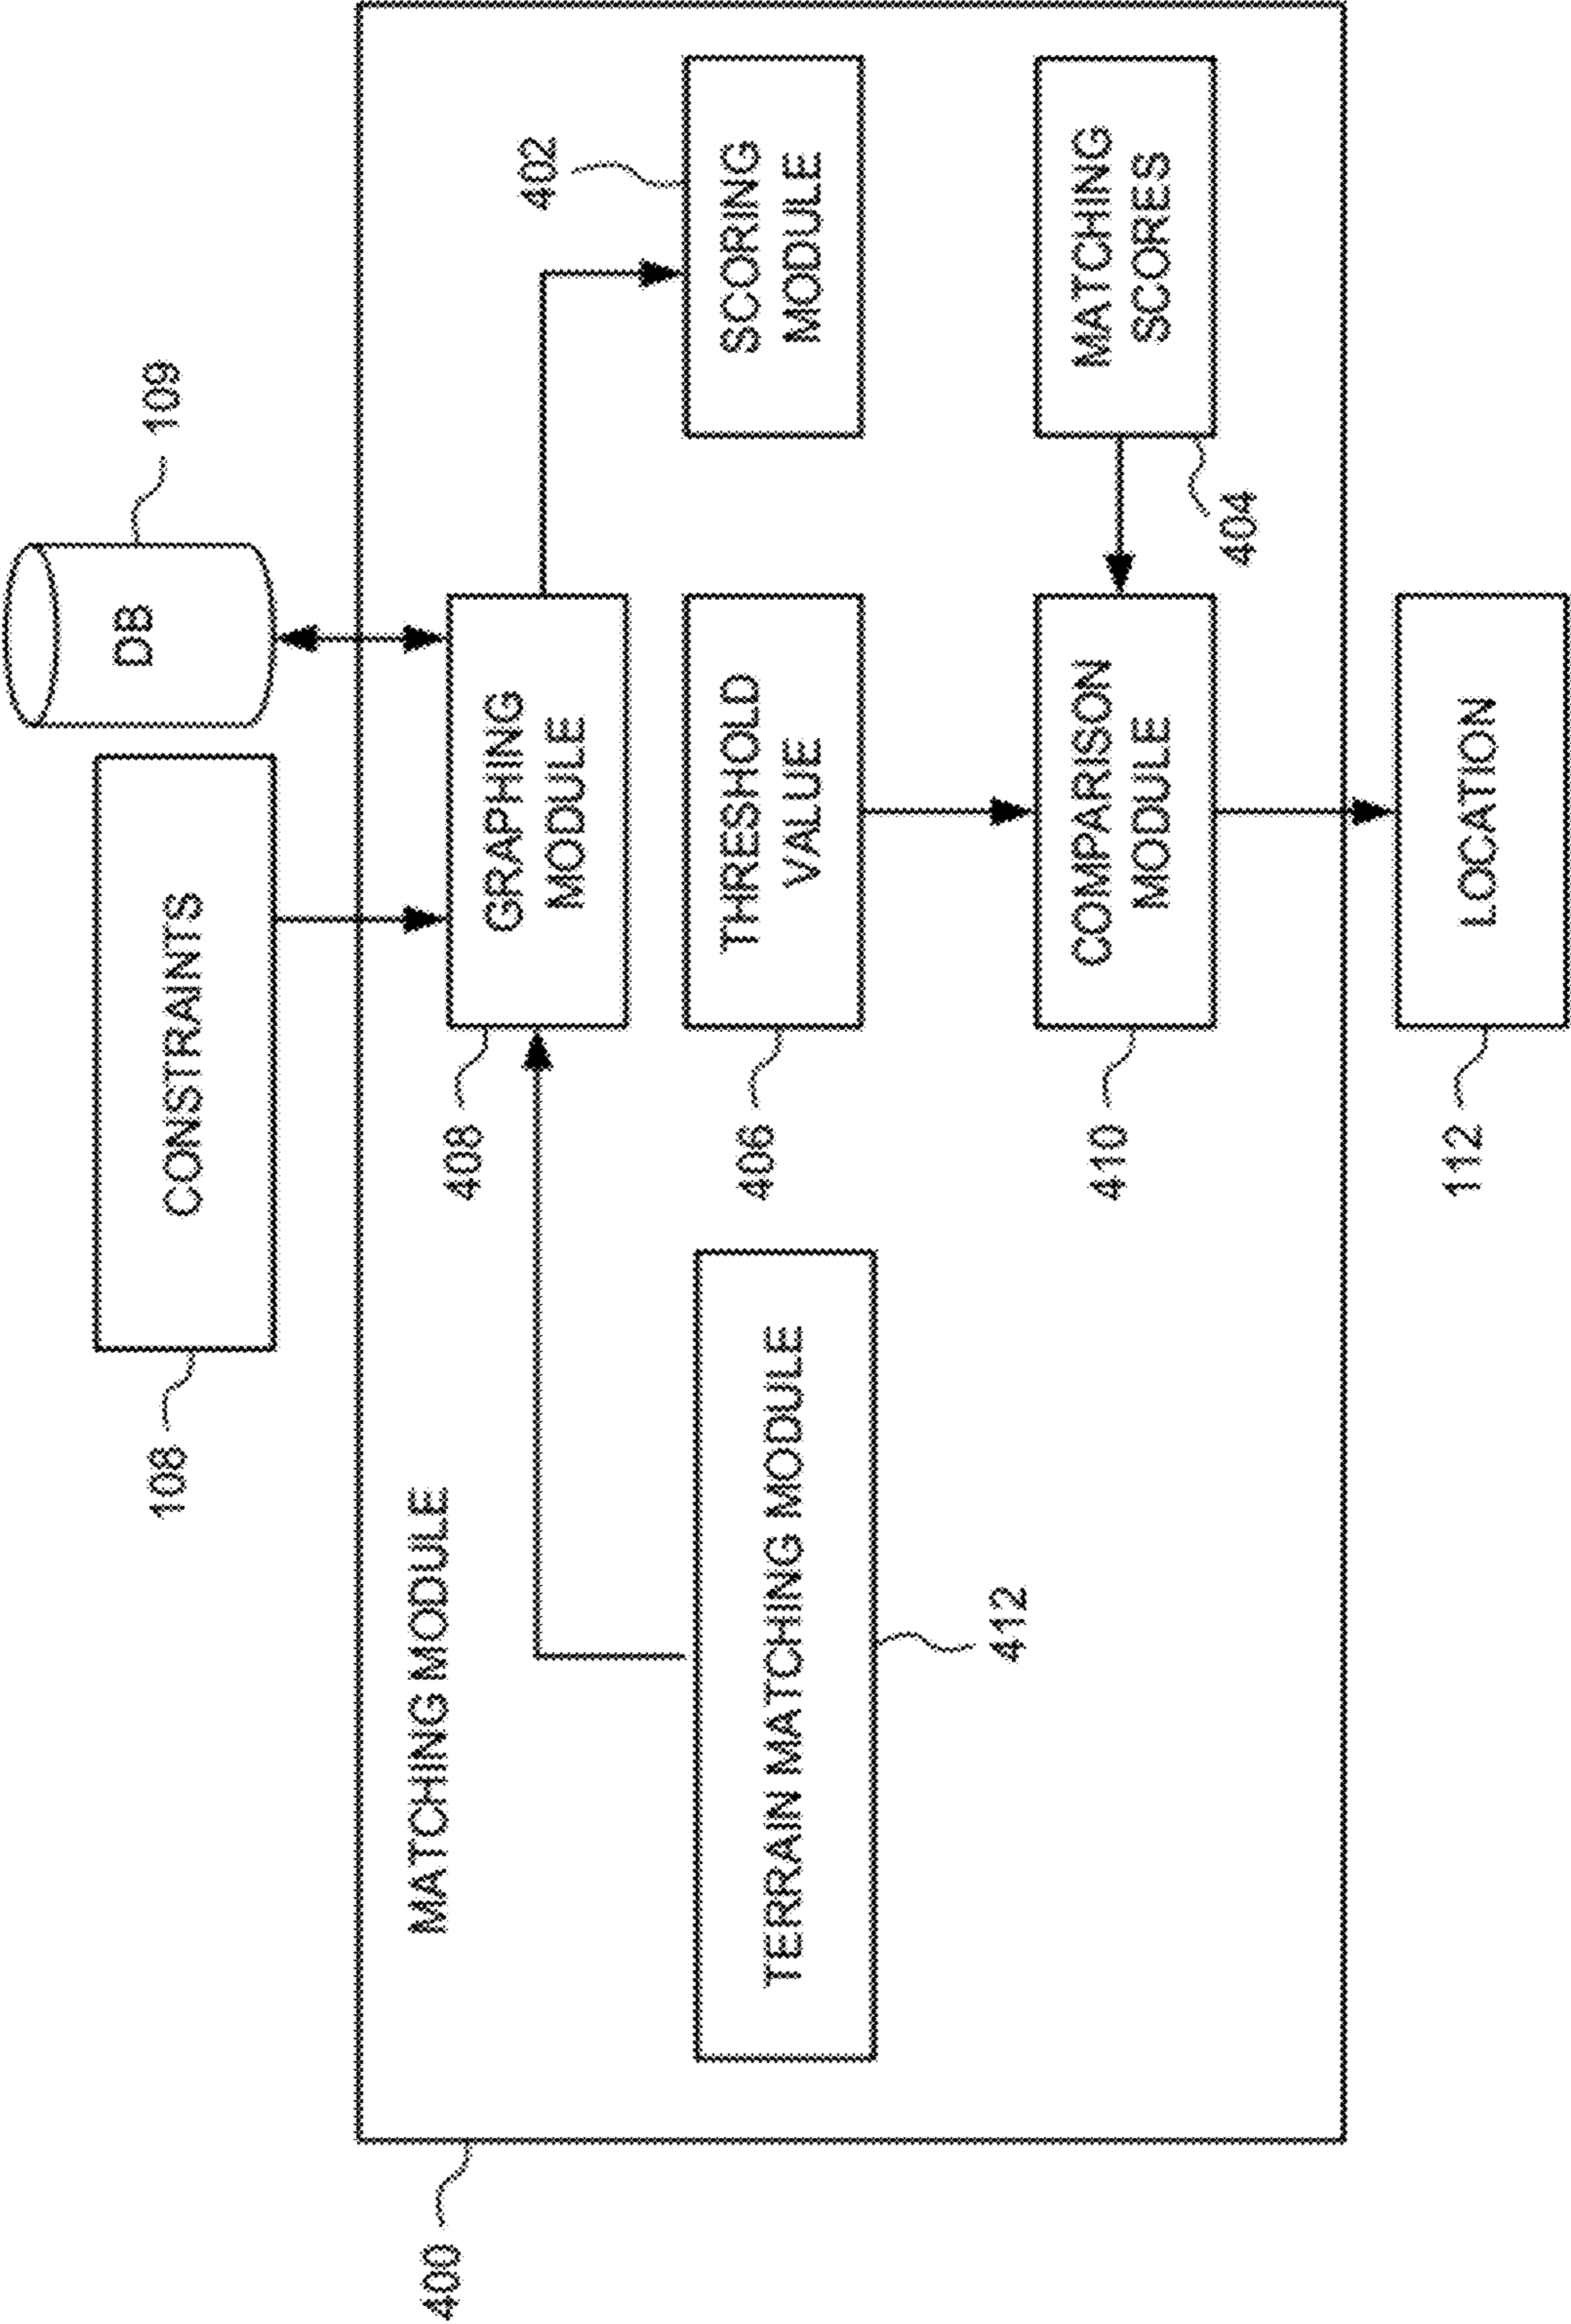 CONSTRAINTS
108
DB
109
400
MATCHING MODULE
GRAPHING
MODULE
408
402
SCORING
MODULE
THRESHOLD
VALUE
406
TERRAIN MATCHING MODULE
412
COMPARISON
MODULE
410
MATCHING
SCORES
404
LOCATION
112